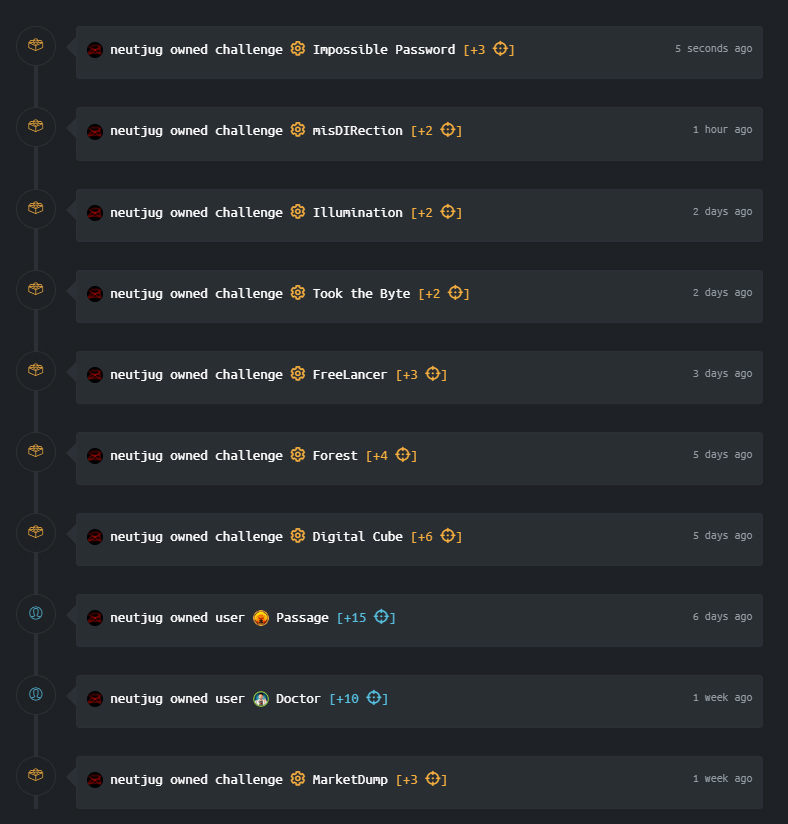 neutjug owned challenge Impossible Password [+3 ] 5 seconds ago
neutjug owned challenge misDIRection [+2 ] 1 hour ago
neutjug owned challenge Illumination [+2 ] 2 days ago
neutjug owned challenge Took the Byte [+2 ] 2 days ago
neutjug owned challenge FreeLancer [+3 ] 3 days ago
neutjug owned challenge Forest [+4 ] 5 days ago
neutjug owned challenge Digital Cube [+6 ] 5 days ago
neutjug owned user Passage [+15 ] 6 days ago
neutjug owned user Doctor [+10 ] 1 week ago
neutjug owned challenge MarketDump [+3 ] 1 week ago